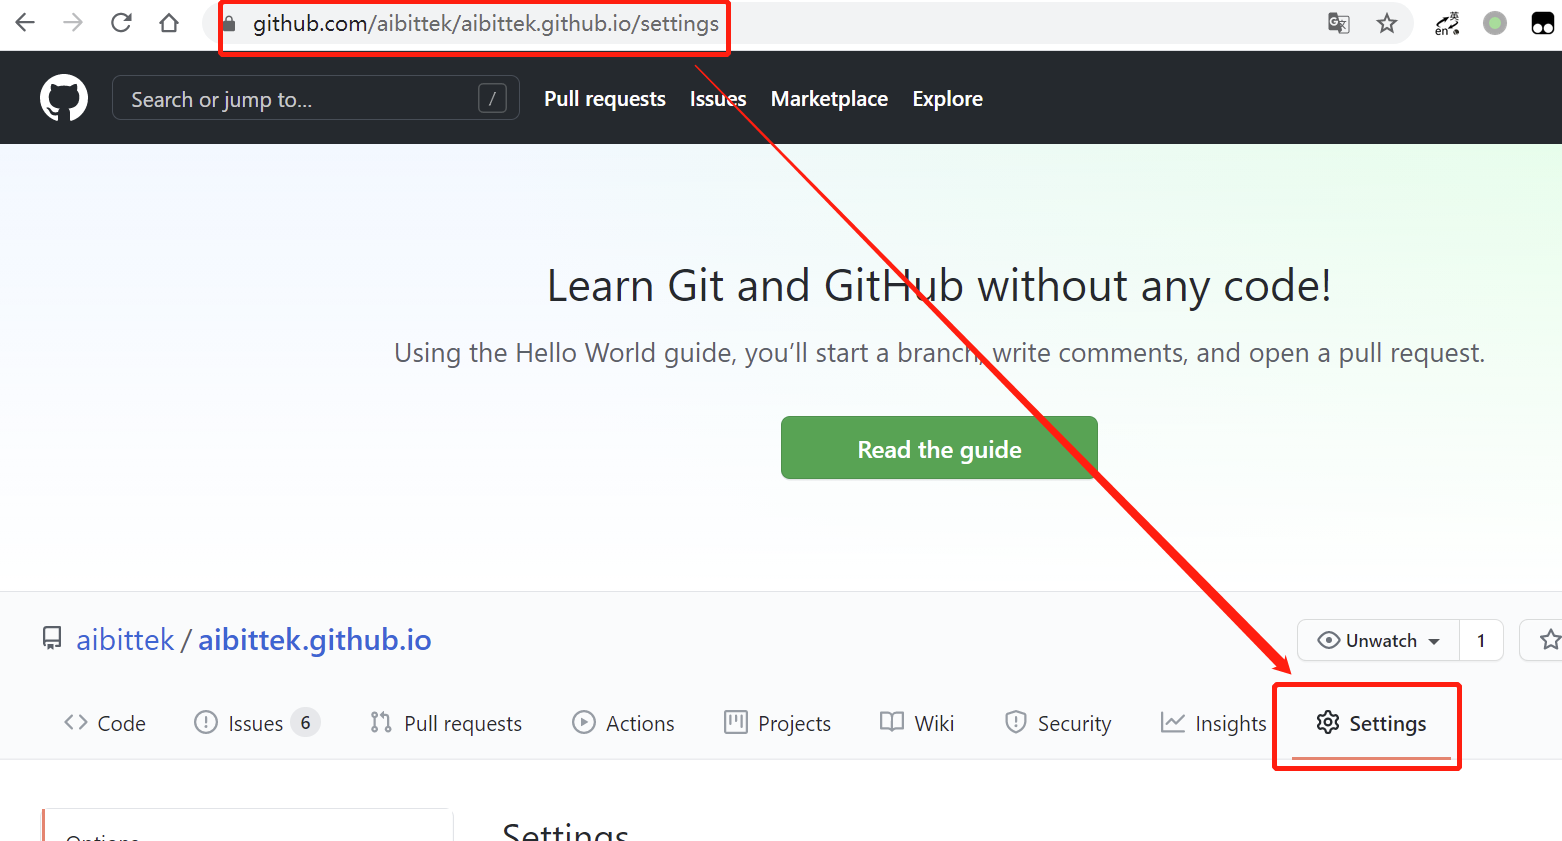 github.com/aibittek/aibittek.github.io/settings
英
en
Search or jump to... /
Pull requests Issues Marketplace Explore
Learn Git and GitHub without any code!
Using the Hello World guide, you’ll start a branch, write comments, and open a pull request.
Read the guide
aibittek / aibittek.github.io
Unwatch 1
Code Issues 6 Pull requests Actions Projects Wiki Security Insights Settings
Options
Settings